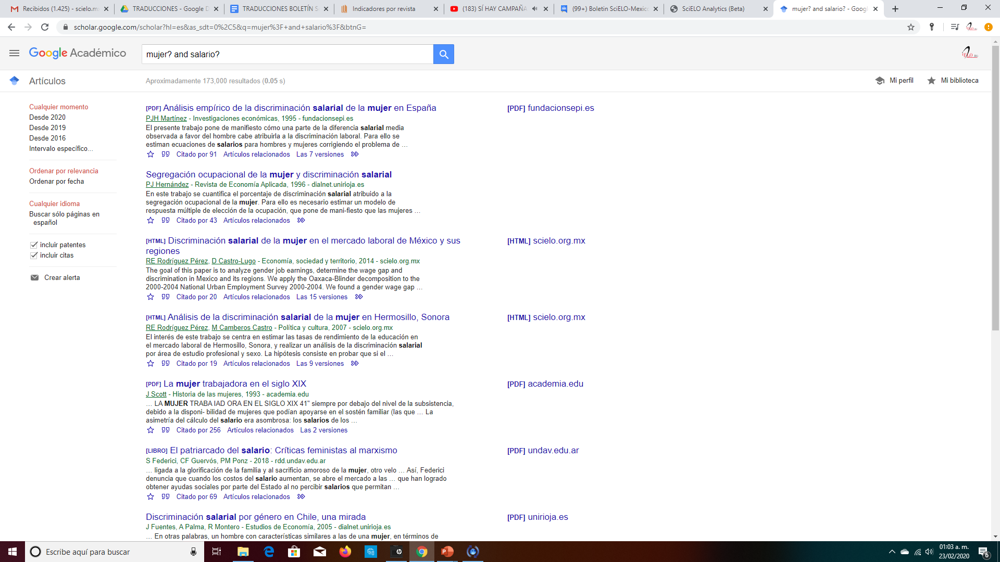 Recibidos (1.425) - scielo.m
TRADUCCIONES - Google D
TRADUCCIONES BOLETÍN S
Indicadores por revista
(183) SÍ HAY CAMPAÑA
(99+) Boletin SciELO-Mexico
SciELO Analytics (Beta)
mujer? and salario? - Googl
scholar.google.com/scholar?hl=es&as_sdt=0%2C5&q=mujer%3F+and+salario%3F&btnG=
Google Académico
mujer? and salario?
Artículos
Aproximadamente 173,000 resultados (0.05 s)
Mi perfil
Mi biblioteca
Cualquier momento
Desde 2020
Desde 2019
Desde 2016
Intervalo específico...
Ordenar por relevancia
Ordenar por fecha
Cualquier idioma
Buscar sólo páginas en
español
incluir patentes
incluir citas
Crear alerta
[PDF] Análisis empírico de la discriminación salarial de la mujer en España
[PDF] fundacionsepi.es
PJH Martínez - Investigaciones económicas, 1995 - fundacionsepi.es
El presente trabajo pone de manifiesto cómo una parte de la diferencia salarial media
observada a favor del hombre cabe atribuirla a la discriminación laboral. Para ello se
estiman ecuaciones de salarios para hombres y mujeres corrigiendo el problema de …
Citado por 91 Artículos relacionados Las 7 versiones
Segregación ocupacional de la mujer y discriminación salarial
PJ Hernández - Revista de Economía Aplicada, 1996 - dialnet.unirioja.es
En este trabajo se cuantifica el porcentaje de discriminación salarial atribuido a la
segregación ocupacional de la mujer. Para ello es necesario estimar un modelo de
respuesta múltiple de elección de la ocupación, que pone de mani-fiesto que las mujeres …
Citado por 43 Artículos relacionados
[HTML] Discriminación salarial de la mujer en el mercado laboral de México y sus
regiones
[HTML] scielo.org.mx
RE Rodríguez Pérez, D Castro-Lugo - Economía, sociedad y territorio, 2014 - scielo.org.mx
The goal of this paper is to analyze gender job earnings, determine the wage gap and
discrimination in Mexico and its regions. We apply the Oaxaca-Blinder decomposition to the
2000-2004 National Urban Employment Survey 2000-2004. We found a gender wage gap …
Citado por 20 Artículos relacionados Las 15 versiones
[HTML] Análisis de la discriminación salarial de la mujer en Hermosillo, Sonora
[HTML] scielo.org.mx
RE Rodríguez Pérez, M Camberos Castro - Política y cultura, 2007 - scielo.org.mx
El interés de este trabajo se centra en estimar las tasas de rendimiento de la educación en
el mercado laboral de Hermosillo, Sonora, y realizar un análisis de la discriminación salarial
por área de estudio profesional y sexo. La hipótesis consiste en probar que si el …
Citado por 19 Artículos relacionados Las 9 versiones
[PDF] La mujer trabajadora en el siglo XIX
[PDF] academia.edu
J Scott - Historia de las mujeres, 1993 - academia.edu
… LA MUJER TRABA IAD ORA EN EL SIGLO XIX 41" siempre por debajo del nivel de la subsistencia,
debido a la disponi- bilidad de mujeres que podían apoyarse en el sostén familiar (las que … La
asimetría del cálculo del salario era asombrosa: los salarios de los …
Citado por 256 Artículos relacionados Las 2 versiones
[LIBRO] El patriarcado del salario: Críticas feministas al marxismo
[PDF] undav.edu.ar
S Federici, CF Guervós, PM Ponz - 2018 - rdd.undav.edu.ar
… ligada a la glorificación de la familia y al sacrificio amoroso de la mujer, otro velo … Así, Federici
denuncia que cuando los costos del salario aumentan, se abre el mercado a las … que han logrado
obtener ayudas sociales por parte del Estado al no percibir salarios que permitan …
Citado por 69 Artículos relacionados
Discriminación salarial por género en Chile, una mirada
[PDF] unirioja.es
J Fuentes, A Palma, R Montero - Estudios de Economía, 2005 - dialnet.unirioja.es
… En otras palabras, un hombre con características similares a las de una mujer, en términos de
Escribe aquí para buscar
01:03 a. m.
23/02/2020
6